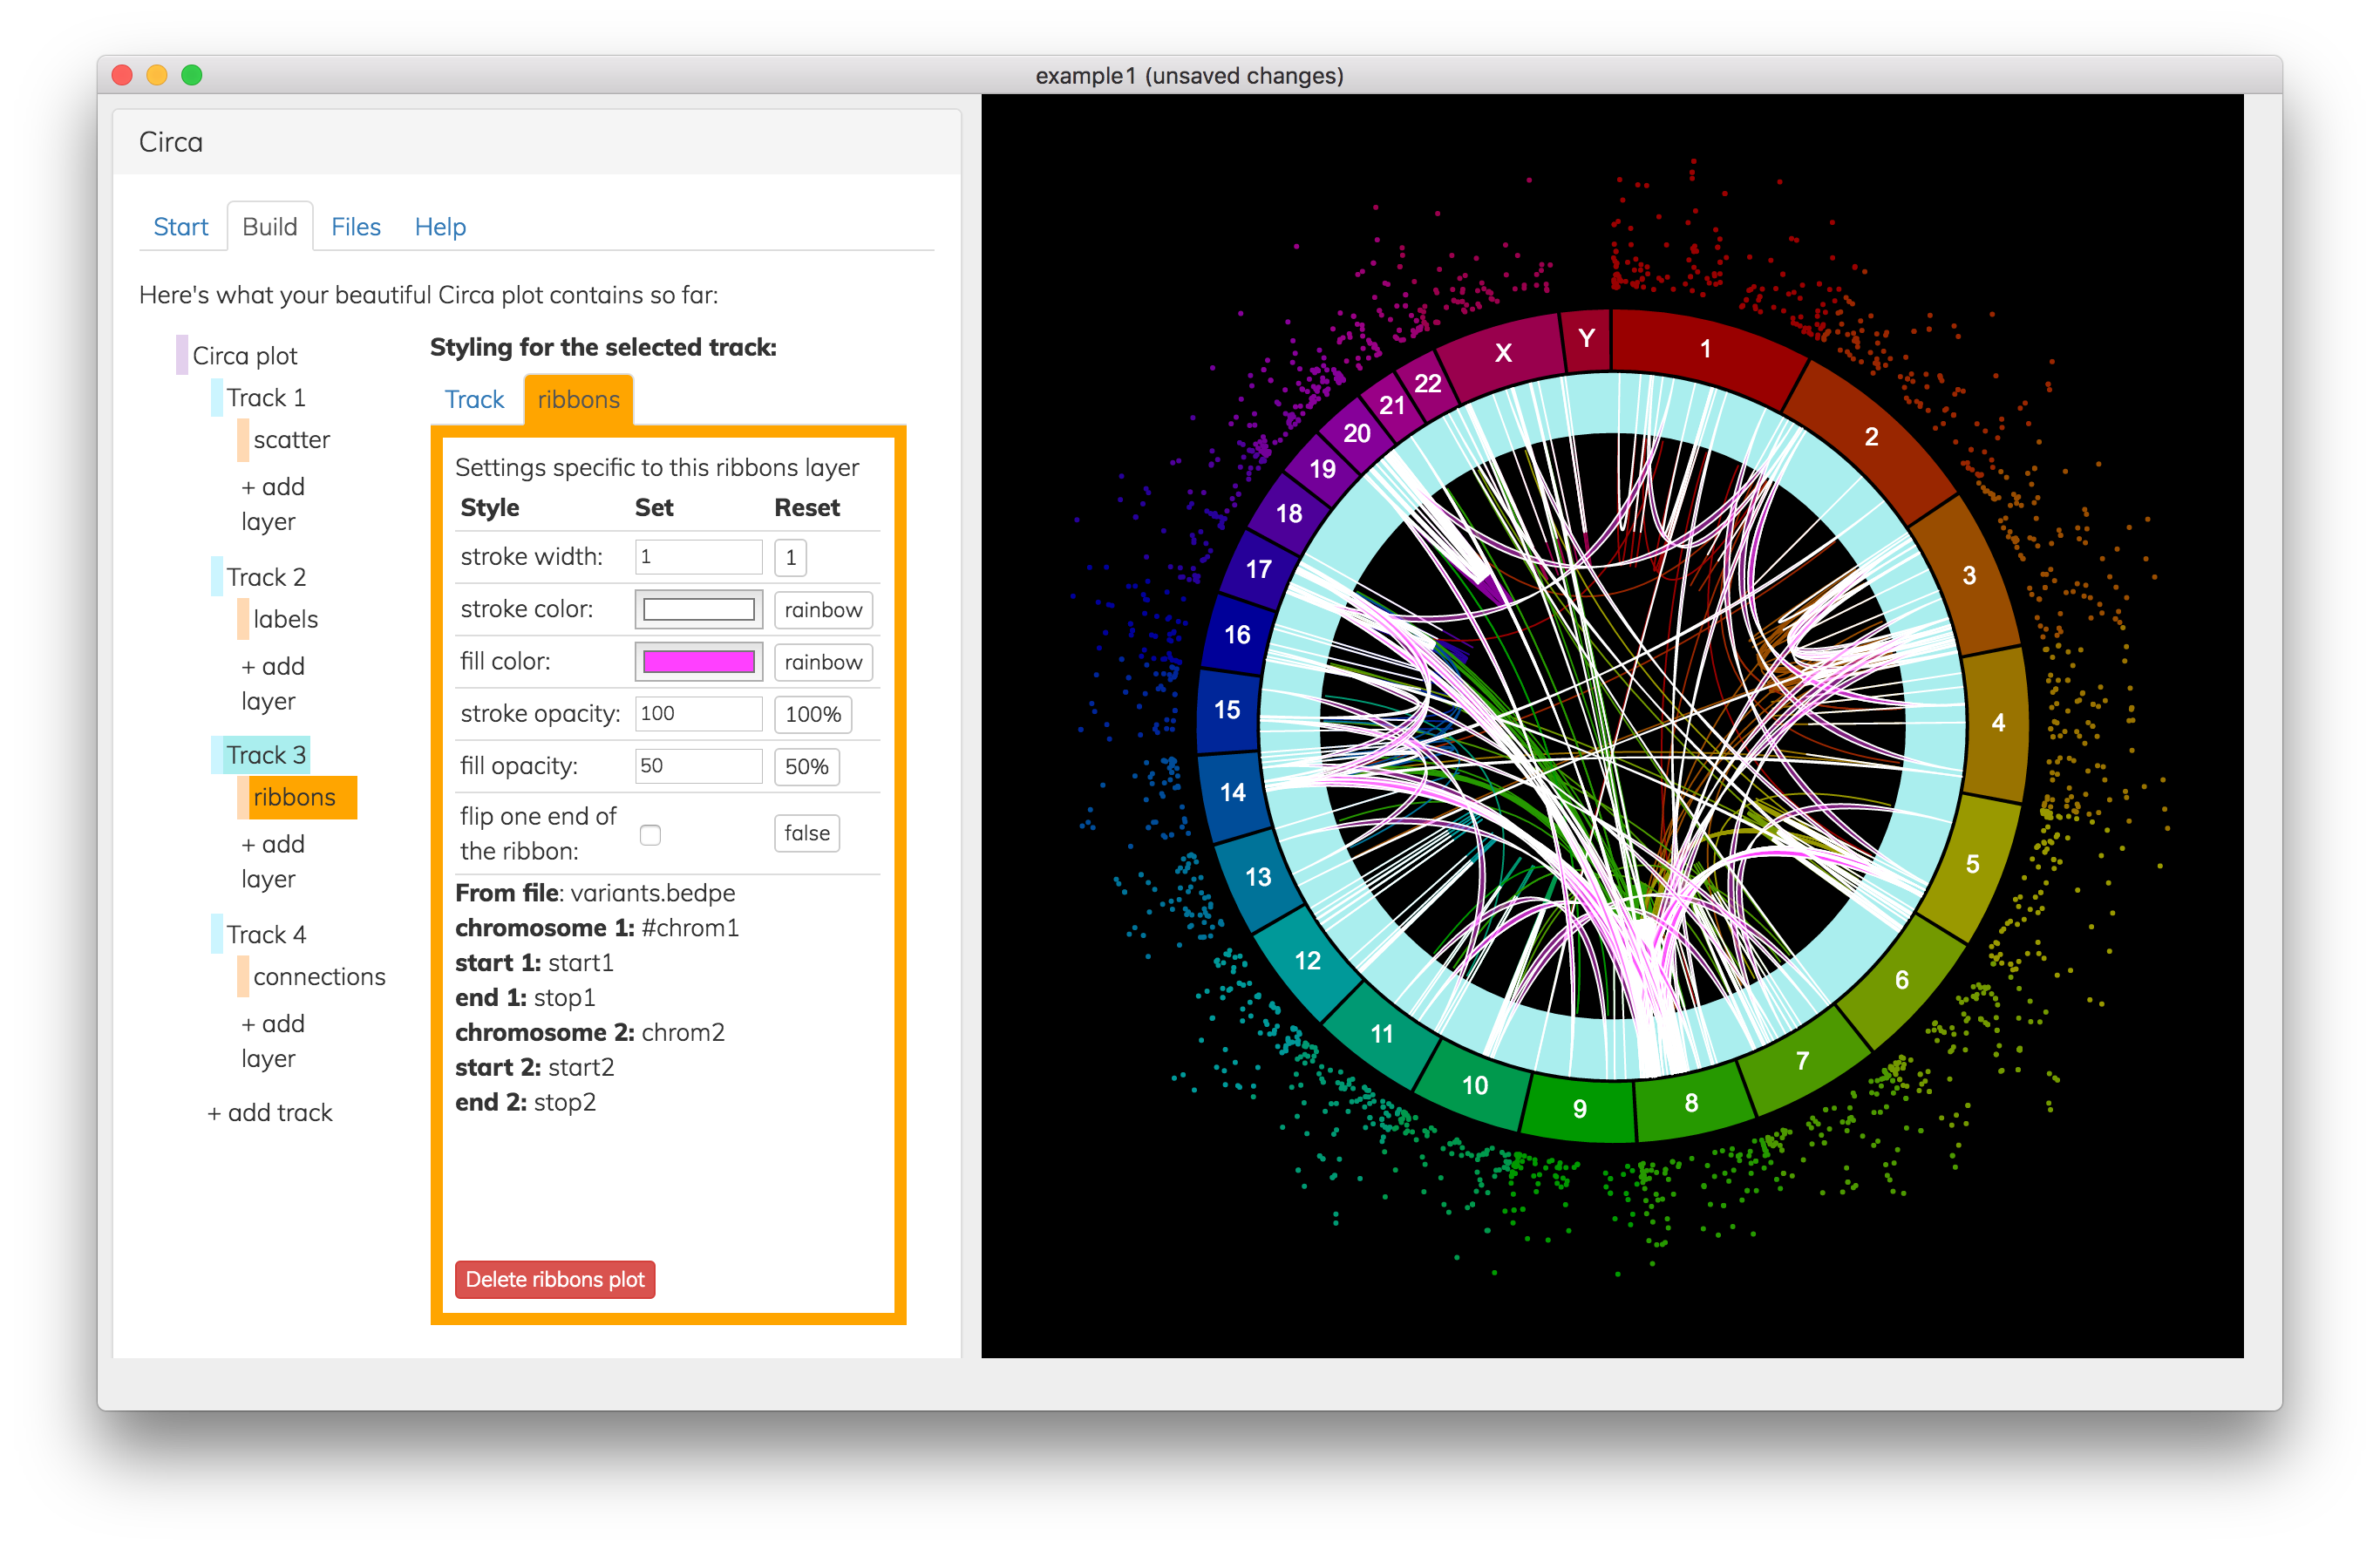 example1 (unsaved changes)
Circa
Start Build Files Help
Here's what your beautiful Circa plot contains so far:
Circa plot
Track 1
scatter
+ add
layer
Track 2
labels
+ add
layer
Track 3
ribbons
+ add
layer
Track 4
connections
+ add
layer
+ add track
Styling for the selected track:
Track ribbons
Settings specific to this ribbons layer
Style Set Reset
stroke width: 1 1
stroke color: rainbow
fill color: rainbow
stroke opacity: 100 100%
fill opacity: 50 50%
flip one end of
the ribbon: false
From file: variants.bedpe
chromosome 1: #chrom1
start 1: start1
end 1: stop1
chromosome 2: chrom2
start 2: start2
end 2: stop2
Delete ribbons plot
1
2
3
4
5
6
7
8
9
10
11
12
13
14
15
16
17
18
19
20
21
22
X
Y